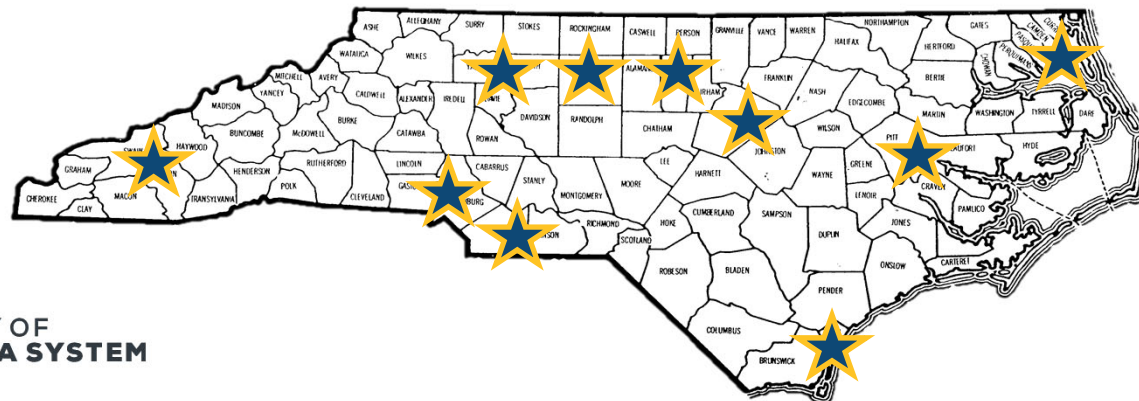 ASHE
ALLEGHANY
SURRY
STOKES
ROCKINGHAM
CASWELL
PERSON
GRANVILLE
VANCE
WARREN
NORTHAMPTON
GATES
CAMDEN
HERTFORD
HALIFAX
PERQUIMANS
CHOWAN
WATAUGA
WILKES
MITCHELL
AVERY
YANCEY
MADISON
CALDWELL
ALEXANDER
IREDELL
DAVIDSON
RANDOLPH
CHATHAM
FRANKLIN
NASH
EDGECOMBE
BERTIE
MARTIN
WASHINGTON
TYRRELL
DARE
BUNCOMBE
McDOWELL
BURKE
CATAWBA
ROWAN
WILSON
PITT
HYDE
HAYWOOD
GRAHAM
CHEROKEE
CLAY
MACON
TRANSYLVANIA
HENDERSON
POLK
RUTHERFORD
CLEVELAND
LINCOLN
CABARRUS
STANLY
MONTGOMERY
MOORE
LEE
HARNETT
JOHNSTON
WAYNE
GREENE
LENOIR
PAMLICO
JONES
CARTERET
RICHMOND
SCOTLAND
HOKE
CUMBERLAND
SAMPSON
DUPLIN
ONSLOW
ROBESON
BLADEN
PENDER
COLUMBUS
BRUNSWICK
OF
A SYSTEM